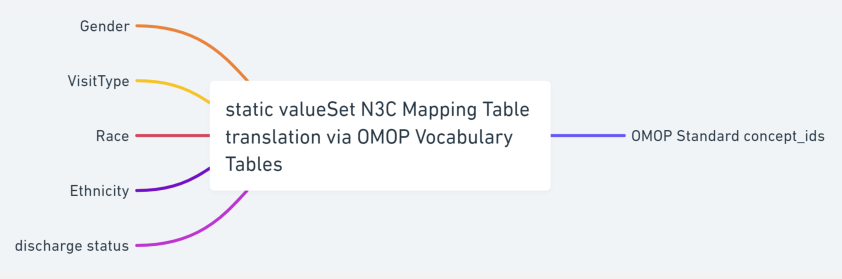 Gender
VisitType
Race
Ethnicity
discharge status
static valueSet N3C Mapping Table
translation via OMOP Vocabulary
Tables
OMOP Standard concept_ids